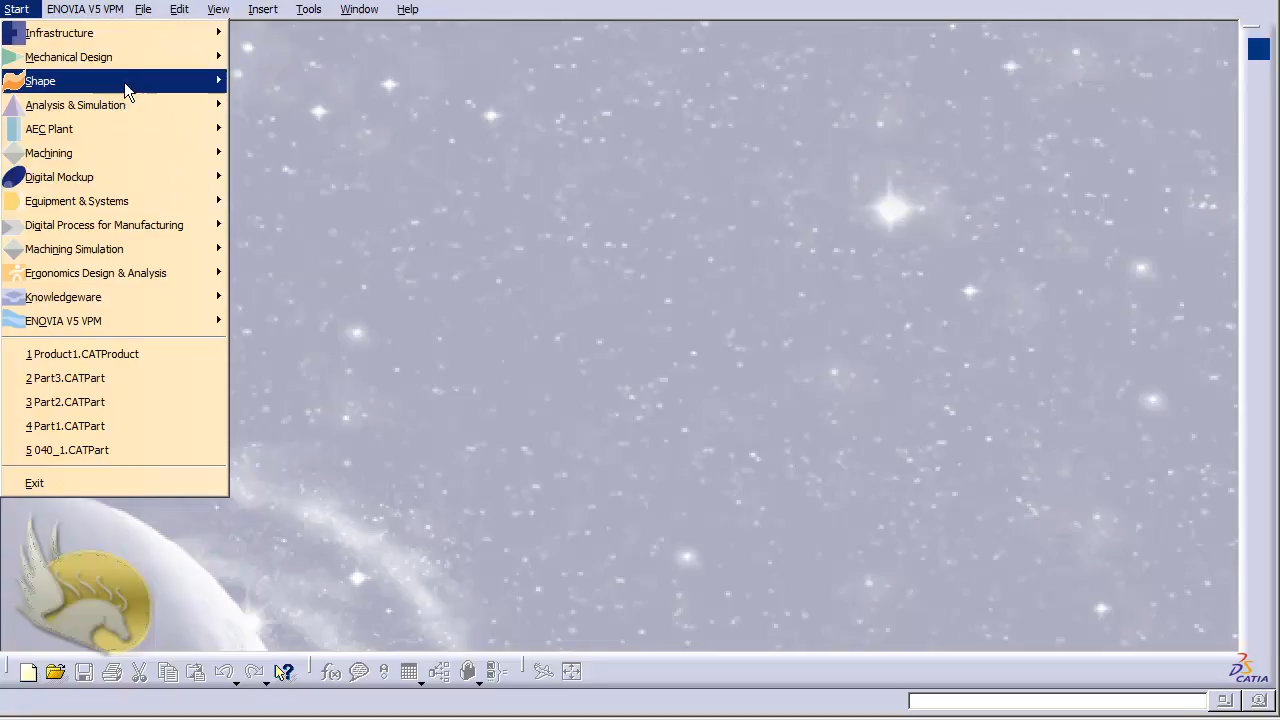 Start ENOVIA V5 VPM File Edit View Insert Tools Window Help
Infrastructure
Mechanical Design
Shape
Analysis & Simulation
AEC Plant
Machining
Digital Mockup
Equipment & Systems
Digital Process for Manufacturing
Machining Simulation
Ergonomics Design & Analysis
Knowledgeware
ENOVIA V5 VPM
1 Product1.CATProduct
2 Part3.CATPart
3 Part2.CATPart
4 Part1.CATPart
5 040_1.CATPart
Exit
f(x)
CATIA